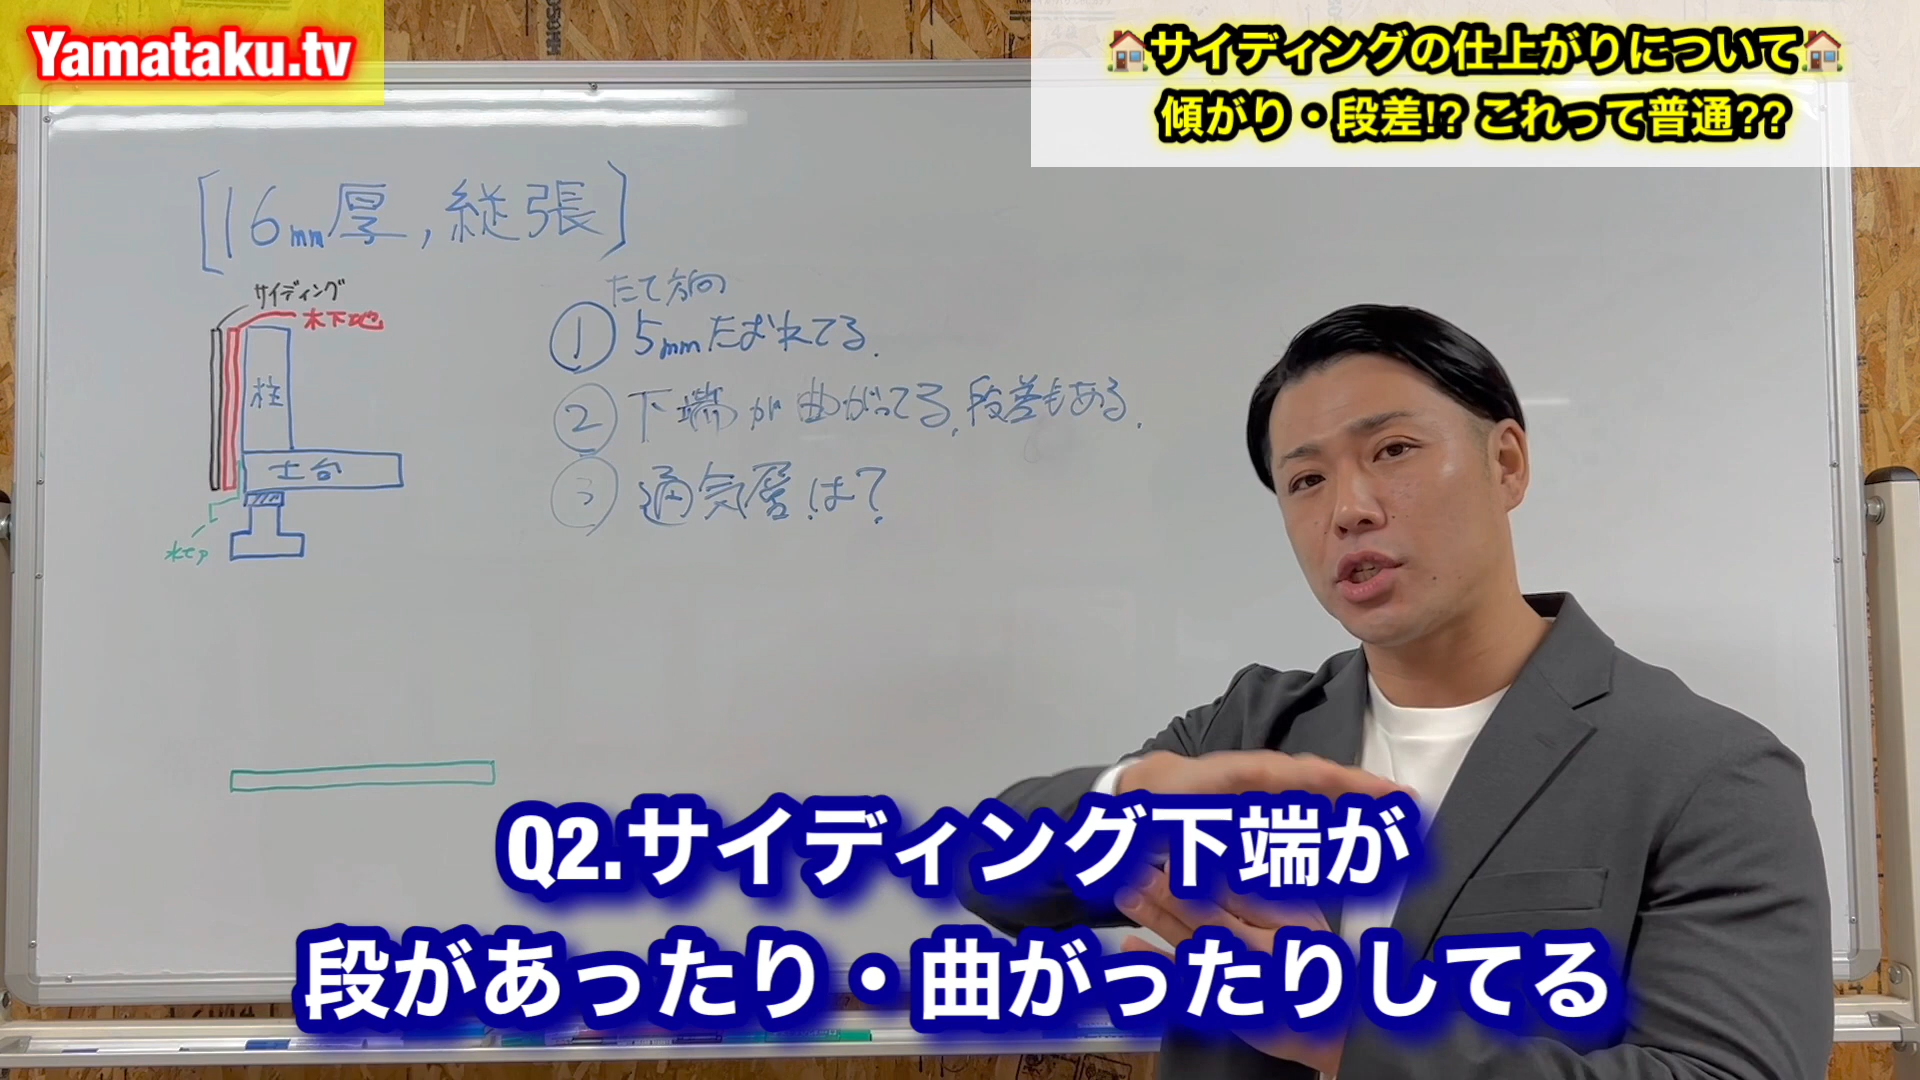 Yamataku.tv
🏠サイディングの仕上がりについて🏠
傾がり・段差!? これって普通??
[16mm厚,縦張]
サイディング
木下地
柱
土台
水切
たて方向
① 5mmたおれてる.
② 下端が曲がってる.段差もある.
③ 通気層は?
Q2.サイディング下端が
段があったり・曲がったりしてる